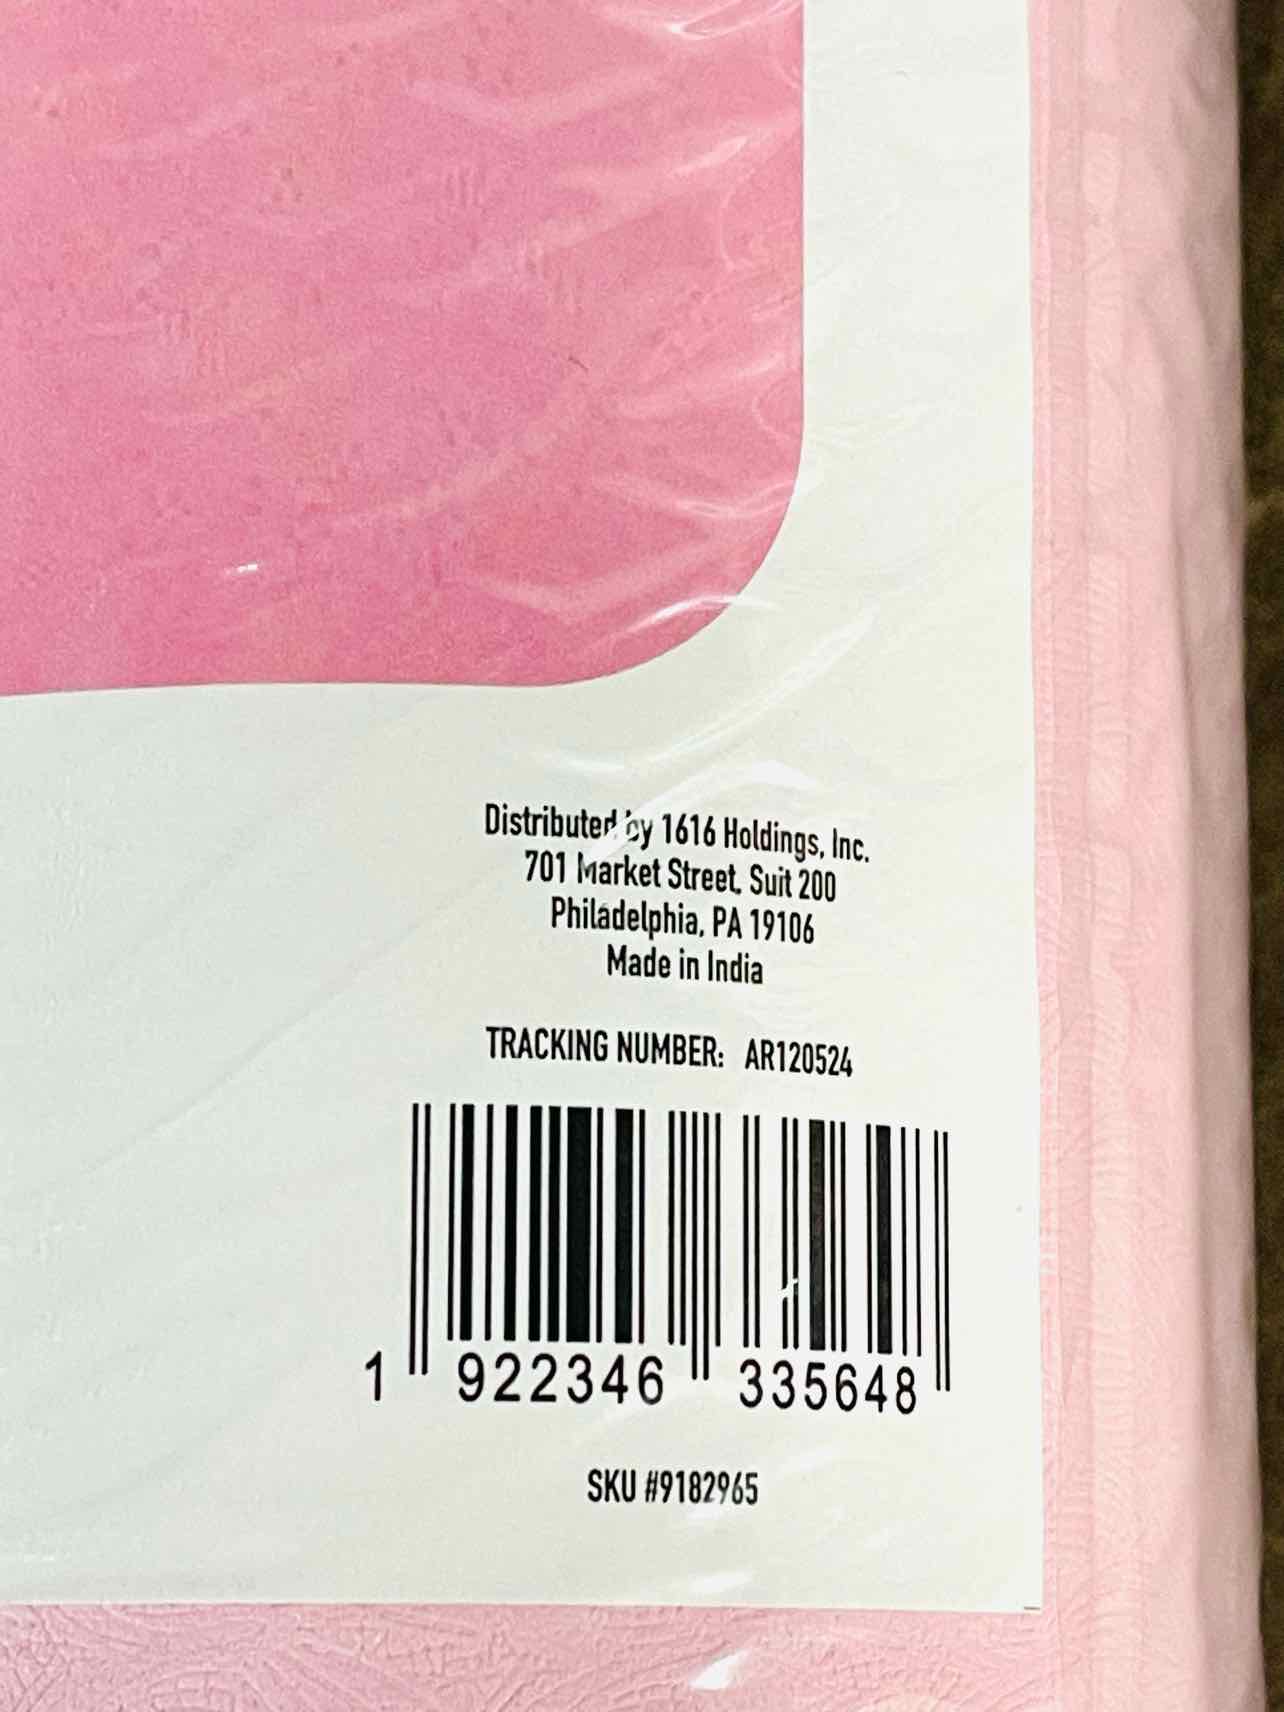 Distributed by 1616 Holdings, Inc.
701 Market Street, Suit 200
Philadelphia, PA 19106
Made in India
TRACKING NUMBER: AR120524
1 922346 335648
SKU #9182965